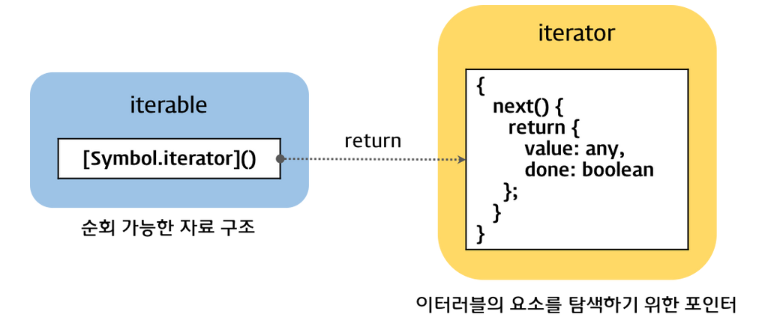 iterable
[Symbol.iterator]()
순회 가능한 자료 구조
return
iterator
{
next() {
return {
value: any,
done: boolean
};
}
}
이터러블의 요소를 탐색하기 위한 포인터